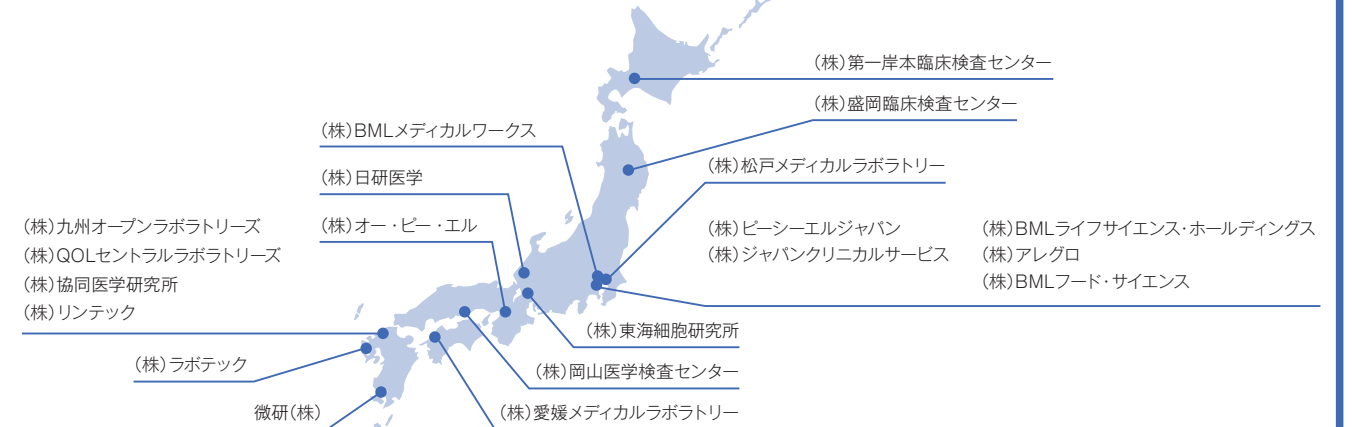 (株)第一岸本臨床検査センター
(株)盛岡臨床検査センター
(株)BMLメディカルワークス
(株)松戸メディカルラボラトリー
(株)日研医学
(株)オー・ビー・エル
(株)九州オープンラボラトリーズ
(株)QOLセントラルラボラトリーズ
(株)協同医学研究所
(株)リンテック
(株)ピーシーエルジャパン
(株)ジャパンクリニカルサービス
(株)BMLライフサイエンス・ホールディングス
(株)アレグロ
(株)BMLフード・サイエンス
(株)東海細胞研究所
(株)ラボテック
(株)岡山医学検査センター
微研(株)
(株)愛媛メディカルラボラトリー